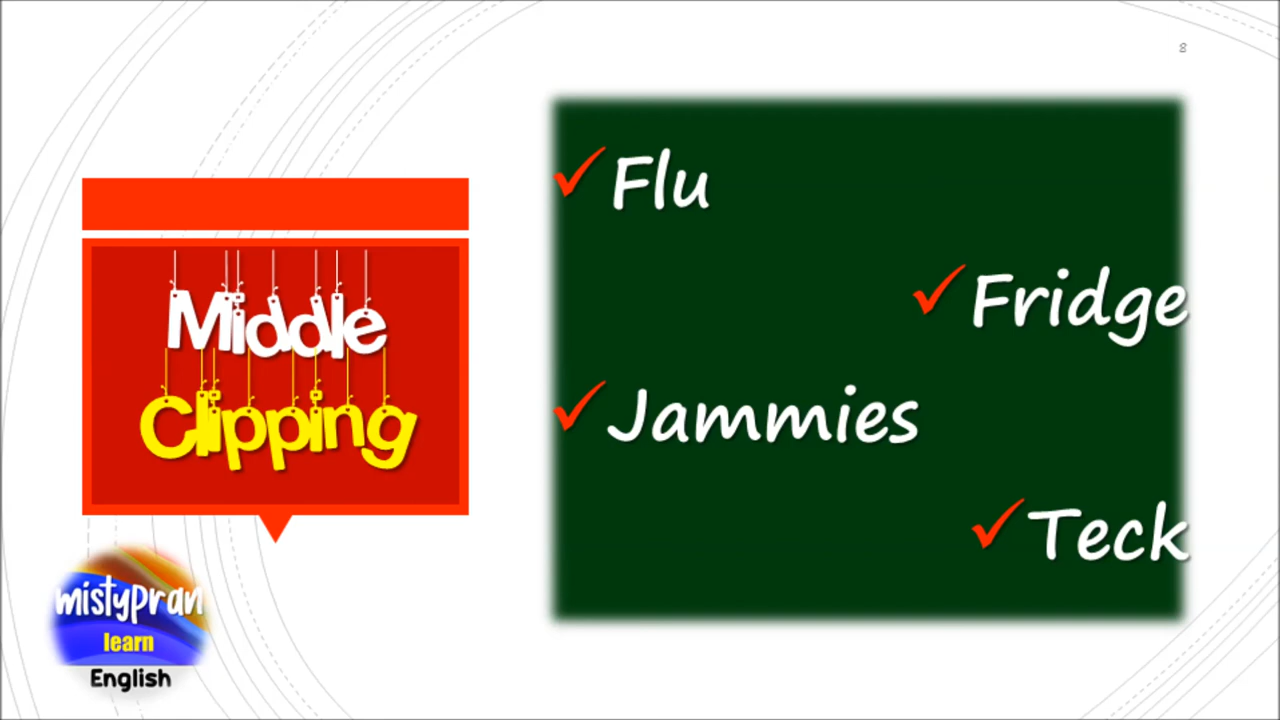 8
Middle
Clipping
Flu
Fridge
Jammies
Teck
mistypran
learn
English